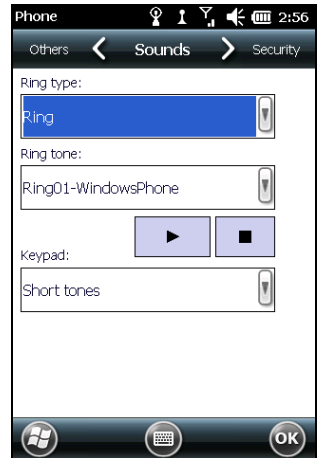 Phone 2:56
Others Sounds Security
Ring type:
Ring
Ring tone:
Ring01-WindowsPhone
Keypad:
Short tones
OK